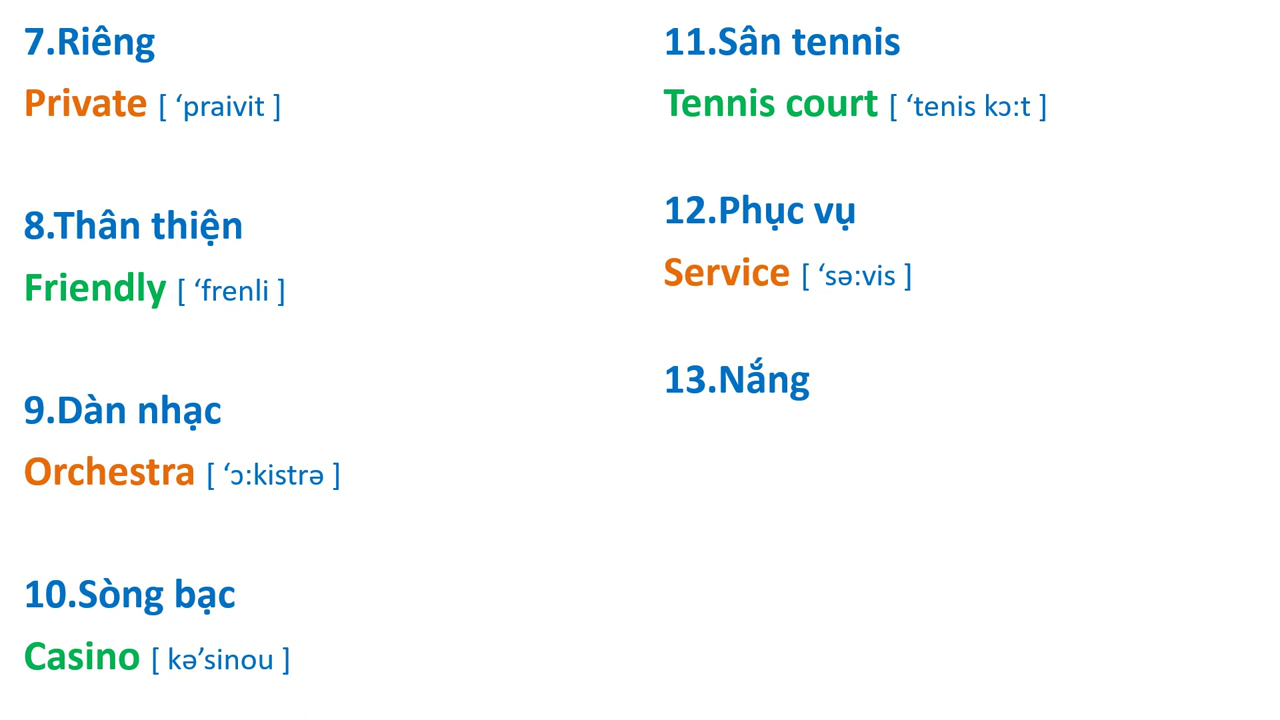 7.Riêng
Private [ ‘praivit ]
8.Thân thiện
Friendly [ ‘frenli ]
9.Dàn nhạc
Orchestra [ ‘ɔ:kistrə ]
10.Sòng bạc
Casino [ kə’sinou ]
11.Sân tennis
Tennis court [ ‘tenis kɔ:t ]
12.Phục vụ
Service [ ‘sə:vis ]
13.Nắng